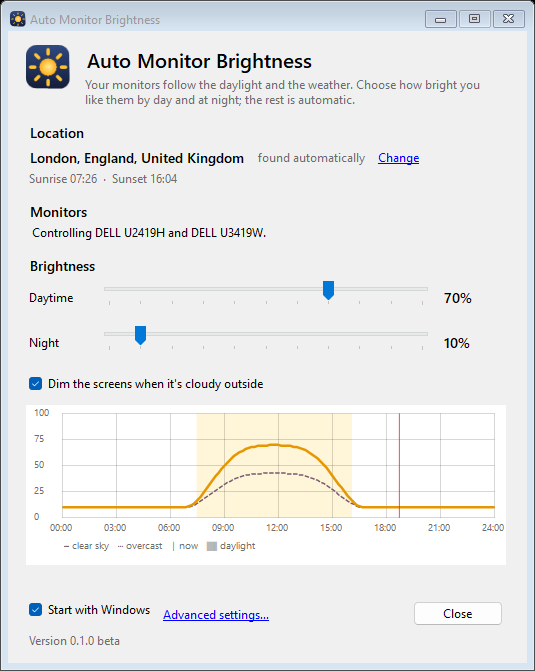 Auto Monitor Brightness
Auto Monitor Brightness
Your monitors follow the daylight and the weather. Choose how bright you
like them by day and at night; the rest is automatic.
Location
London, England, United Kingdom found automatically Change
Sunrise 07:26 · Sunset 16:04
Monitors
Controlling DELL U2419H and DELL U3419W.
Brightness
Daytime 70%
Night 10%
Dim the screens when it's cloudy outside
100
75
50
25
0
00:00 03:00 06:00 09:00 12:00 15:00 18:00 21:00 24:00
clear sky overcast now daylight
Start with Windows Advanced settings... Close
Version 0.1.0 beta